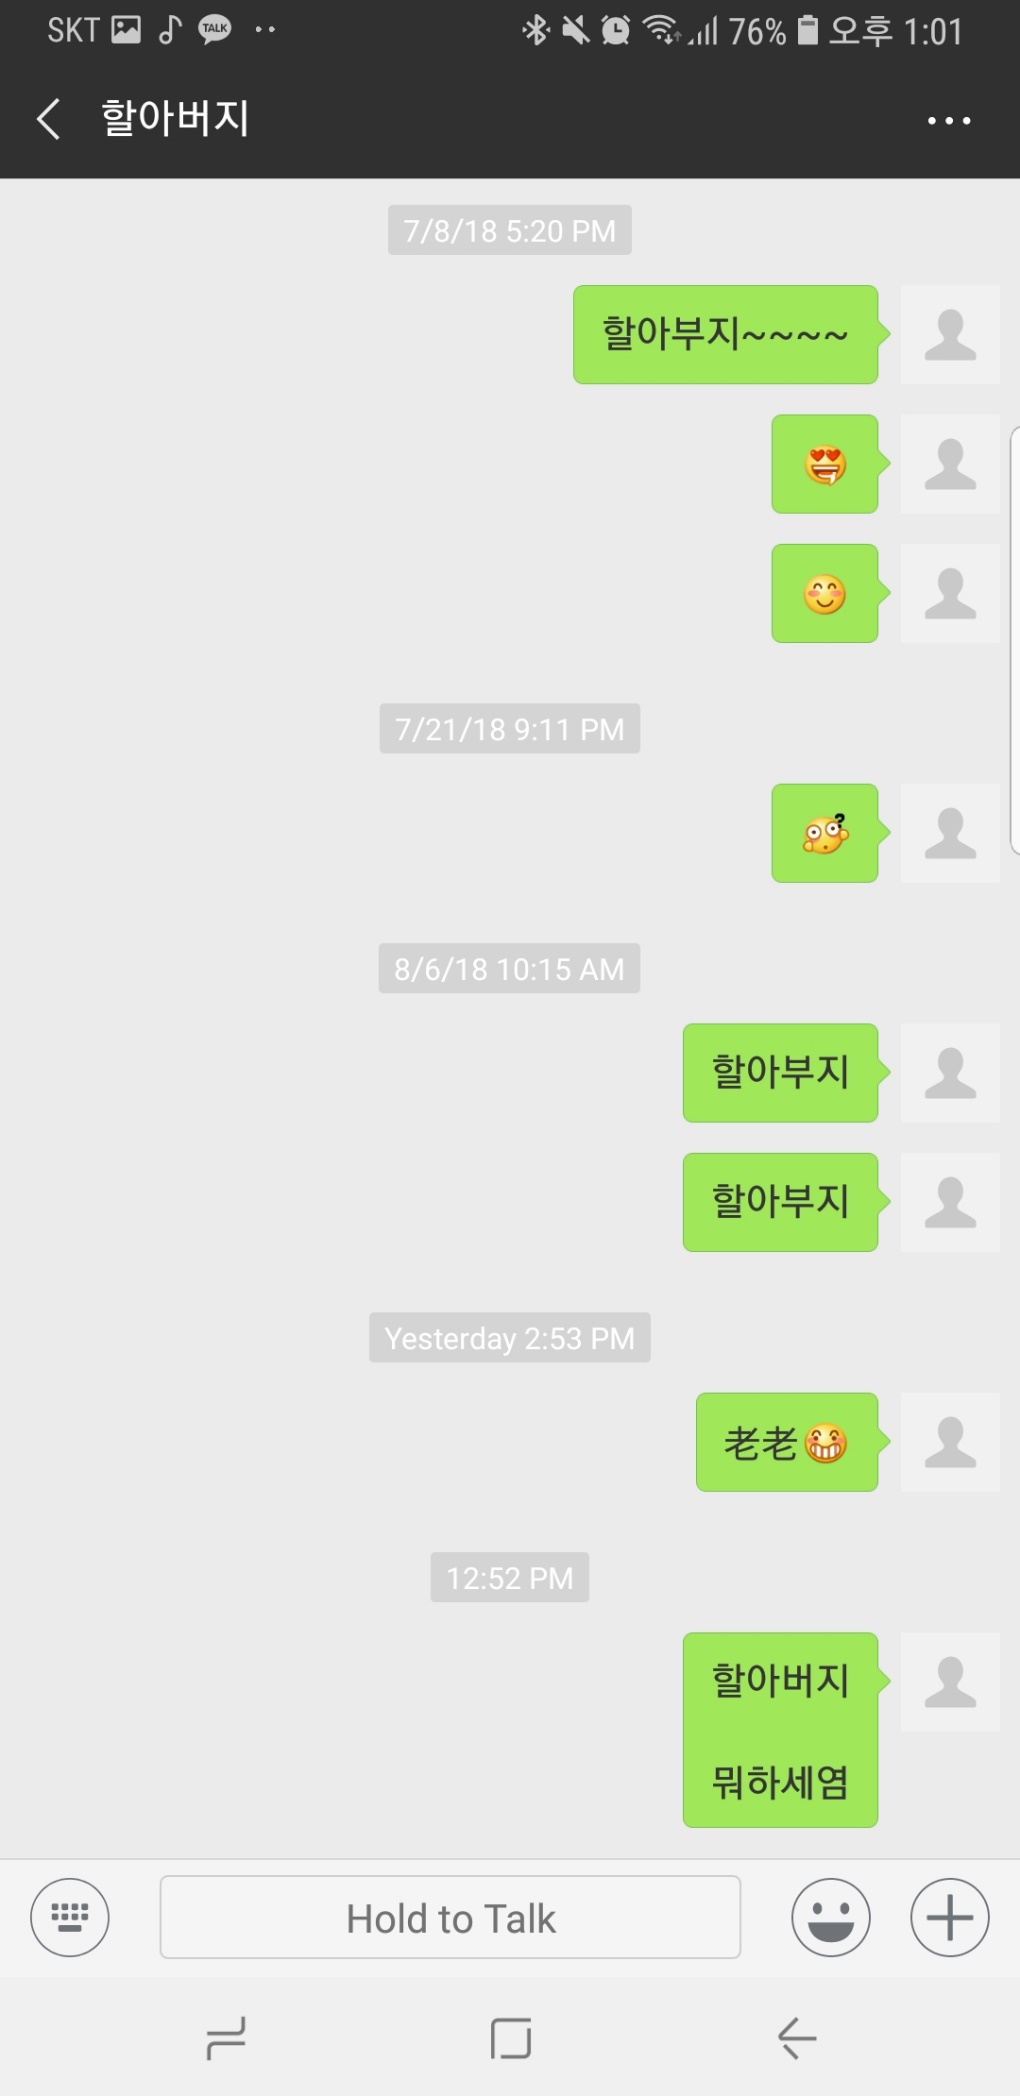 SKT TALK 76% 오후 1:01
할아버지
7/8/18 5:20 PM
할아부지~~~~
7/21/18 9:11 PM
8/6/18 10:15 AM
할아부지
할아부지
Yesterday 2:53 PM
老老
12:52 PM
할아버지
뭐하세염
Hold to Talk